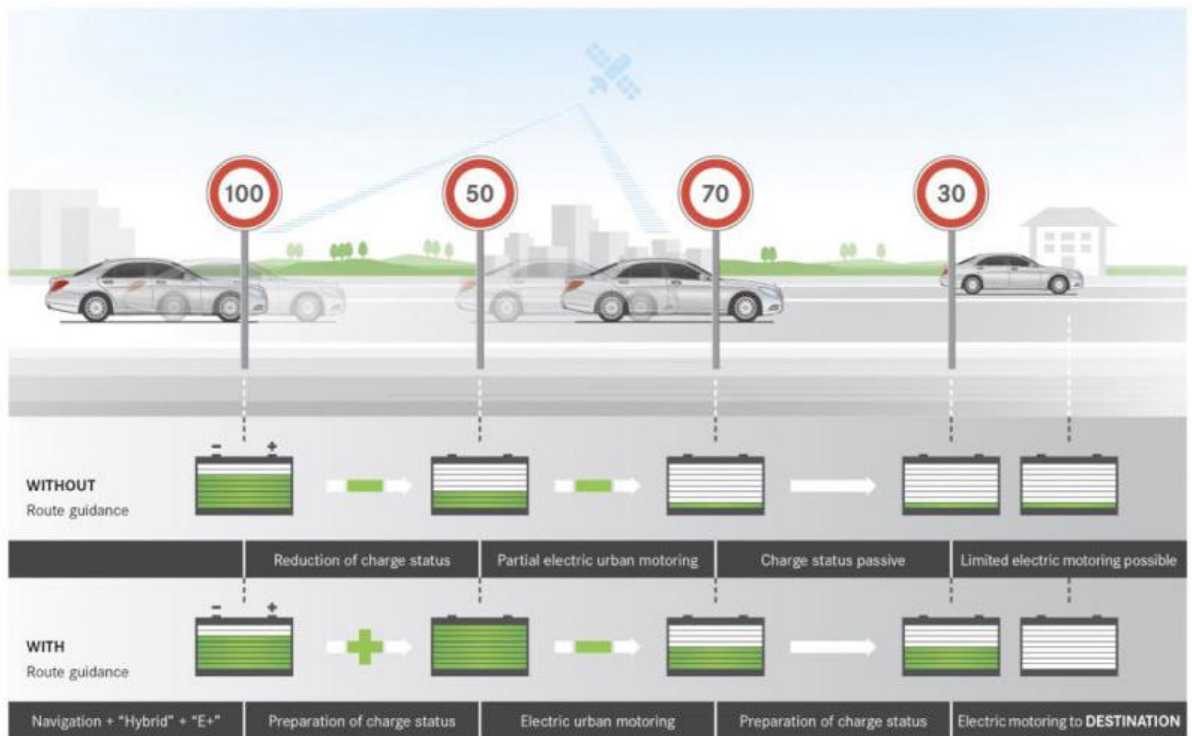 100
50
70
30
- +
WITHOUT
Route guidance
Reduction of charge status
Partial electric urban motoring
Charge status passive
Limited electric motoring possible
- +
WITH
Route guidance
Navigation + “Hybrid” + “E+”
Preparation of charge status
Electric urban motoring
Preparation of charge status
Electric motoring to DESTINATION